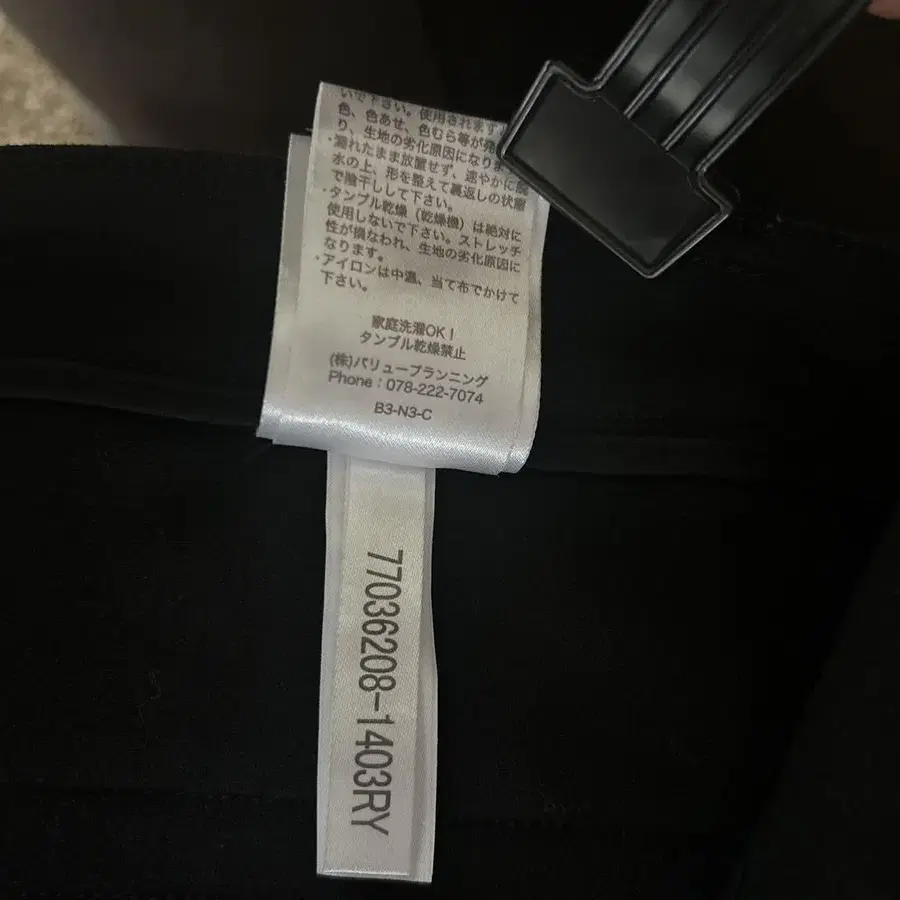 いで下さい。使用されます
色、色あせ、色むら等が発
り、生地の劣化原因になりま
・濡れたまま放置せず、速やかに脱
水の上、形を整えて裏返しの状態
で陰干しして下さい。
・タンブル乾燥（乾燥機）は絶対に
使用しないで下さい。ストレッチ
性が損なわれ、生地の劣化原因に
なります。
・アイロンは中温、当て布でかけて
下さい。
家庭洗濯OK！
タンブル乾燥禁止
(株)バリュープランニング
Phone：078-222-7074
B3-N3-C
77036208-1403RY